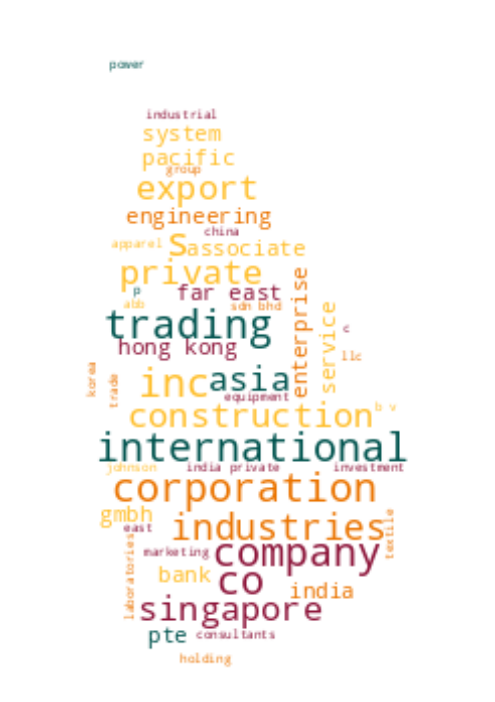 power
industrial
system
pacific
group
export
engineering
china
s
apparel
associate
private
enterprise
p
far east
abb
sdn bhd
service
trading
c
hong kong
llc
korea
trade
inc
asia
equipment
construction
b v
international
johnson
india private
investment
corporation
gmbh
east
industries
textile
laboratories
marketing
company
bank
co
india
singapore
pte
consultants
holding